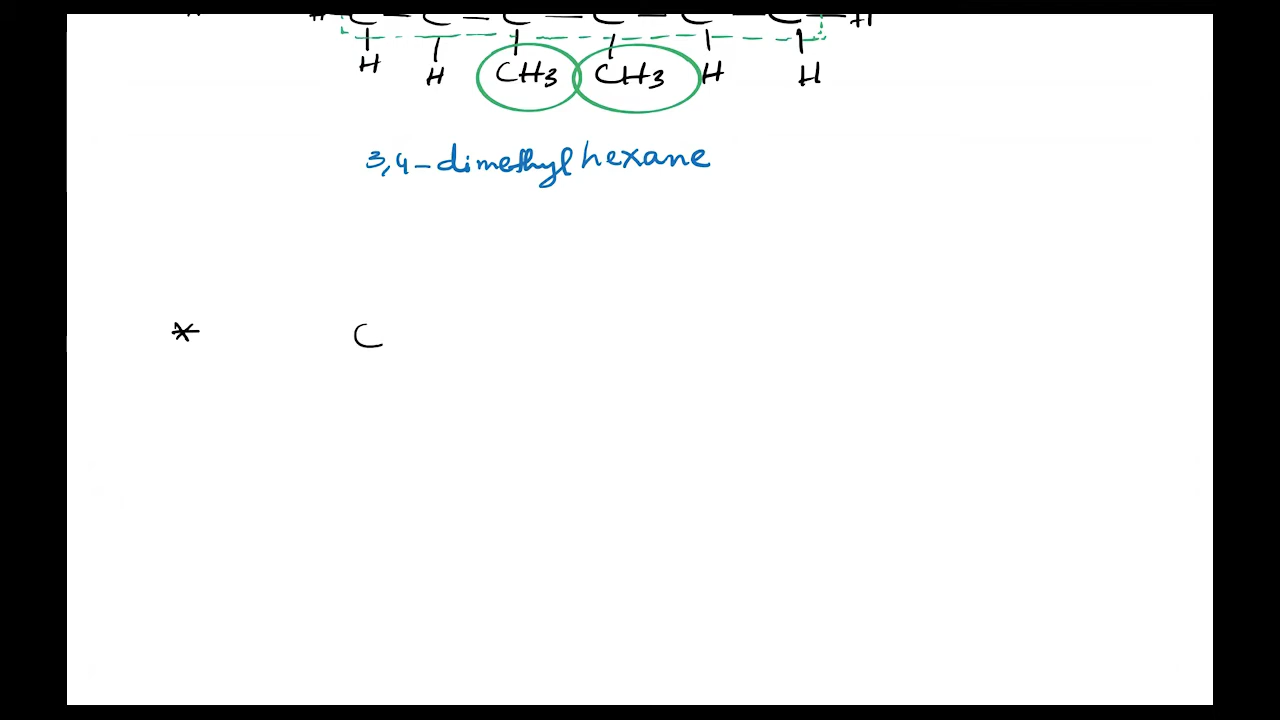 H C — C — C — C — C — C — H
H H CH3 CH3 H H
3,4-dimethyl hexane
* C